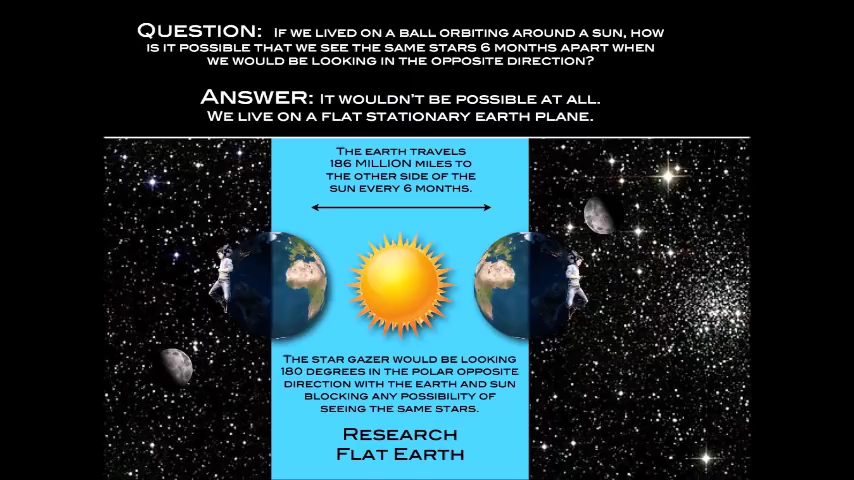 QUESTION: IF WE LIVED ON A BALL ORBITING AROUND A SUN, HOW
IS IT POSSIBLE THAT WE SEE THE SAME STARS 6 MONTHS APART WHEN
WE WOULD BE LOOKING IN THE OPPOSITE DIRECTION?
ANSWER: IT WOULDN'T BE POSSIBLE AT ALL.
WE LIVE ON A FLAT STATIONARY EARTH PLANE.
THE EARTH TRAVELS
186 MILLION MILES TO
THE OTHER SIDE OF THE
SUN EVERY 6 MONTHS.
THE STAR GAZER WOULD BE LOOKING
180 DEGREES IN THE POLAR OPPOSITE
DIRECTION WITH THE EARTH AND SUN
BLOCKING ANY POSSIBILITY OF
SEEING THE SAME STARS.
RESEARCH
FLAT EARTH